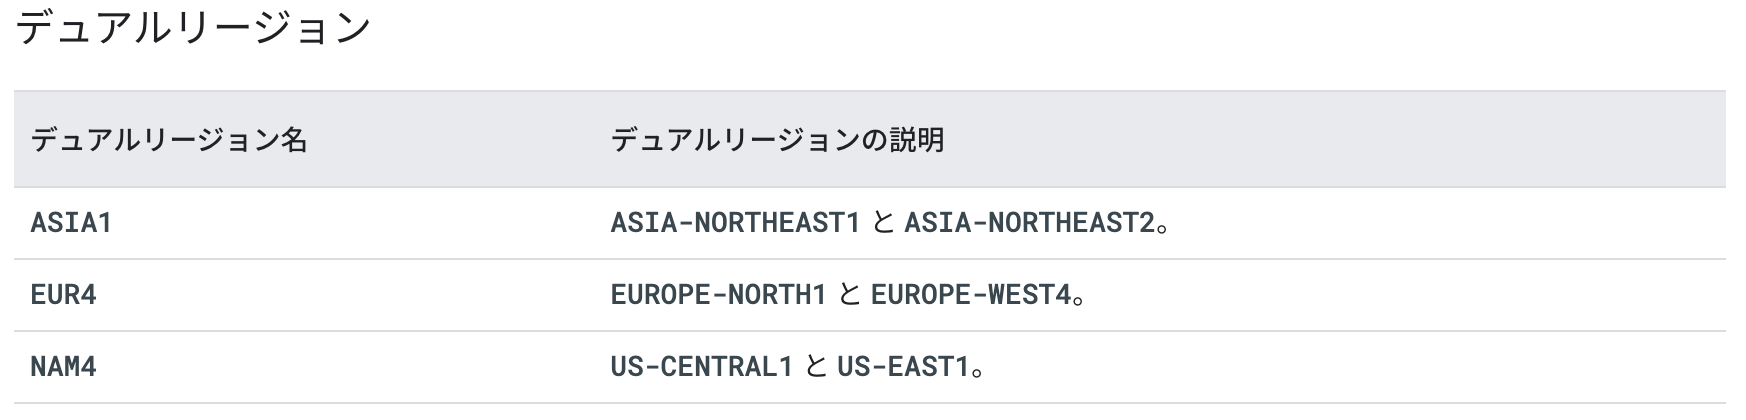 デュアルリージョン
デュアルリージョン名 デュアルリージョンの説明
ASIA1 ASIA-NORTHEAST1 と ASIA-NORTHEAST2。
EUR4 EUROPE-NORTH1 と EUROPE-WEST4。
NAM4 US-CENTRAL1 と US-EAST1。